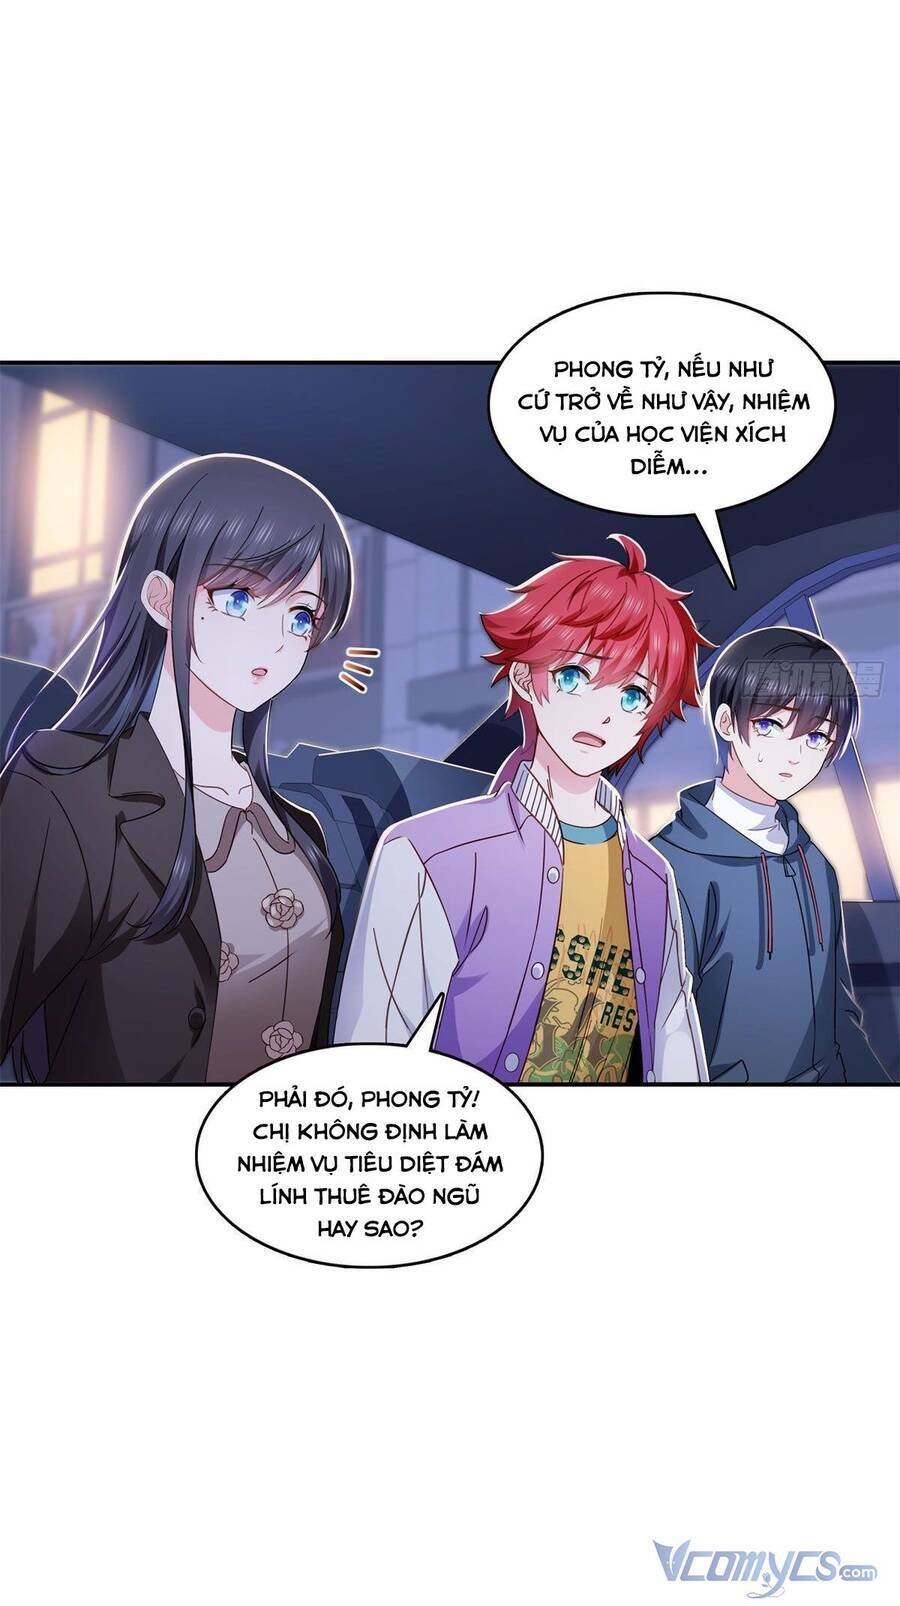 PHONG TỶ, NẾU NHƯ
CỨ TRỞ VỀ NHƯ VẬY, NHIỆM
VỤ CỦA HỌC VIỆN XÍCH
DIỄM...
RES
PHẢI ĐÓ, PHONG TỶ!
CHỊ KHÔNG ĐỊNH LÀM
NHIỆM VỤ TIÊU DIỆT ĐÁM
LÍNH THUÊ ĐÀO NGŨ
HAY SAO?
Vcomycs.com